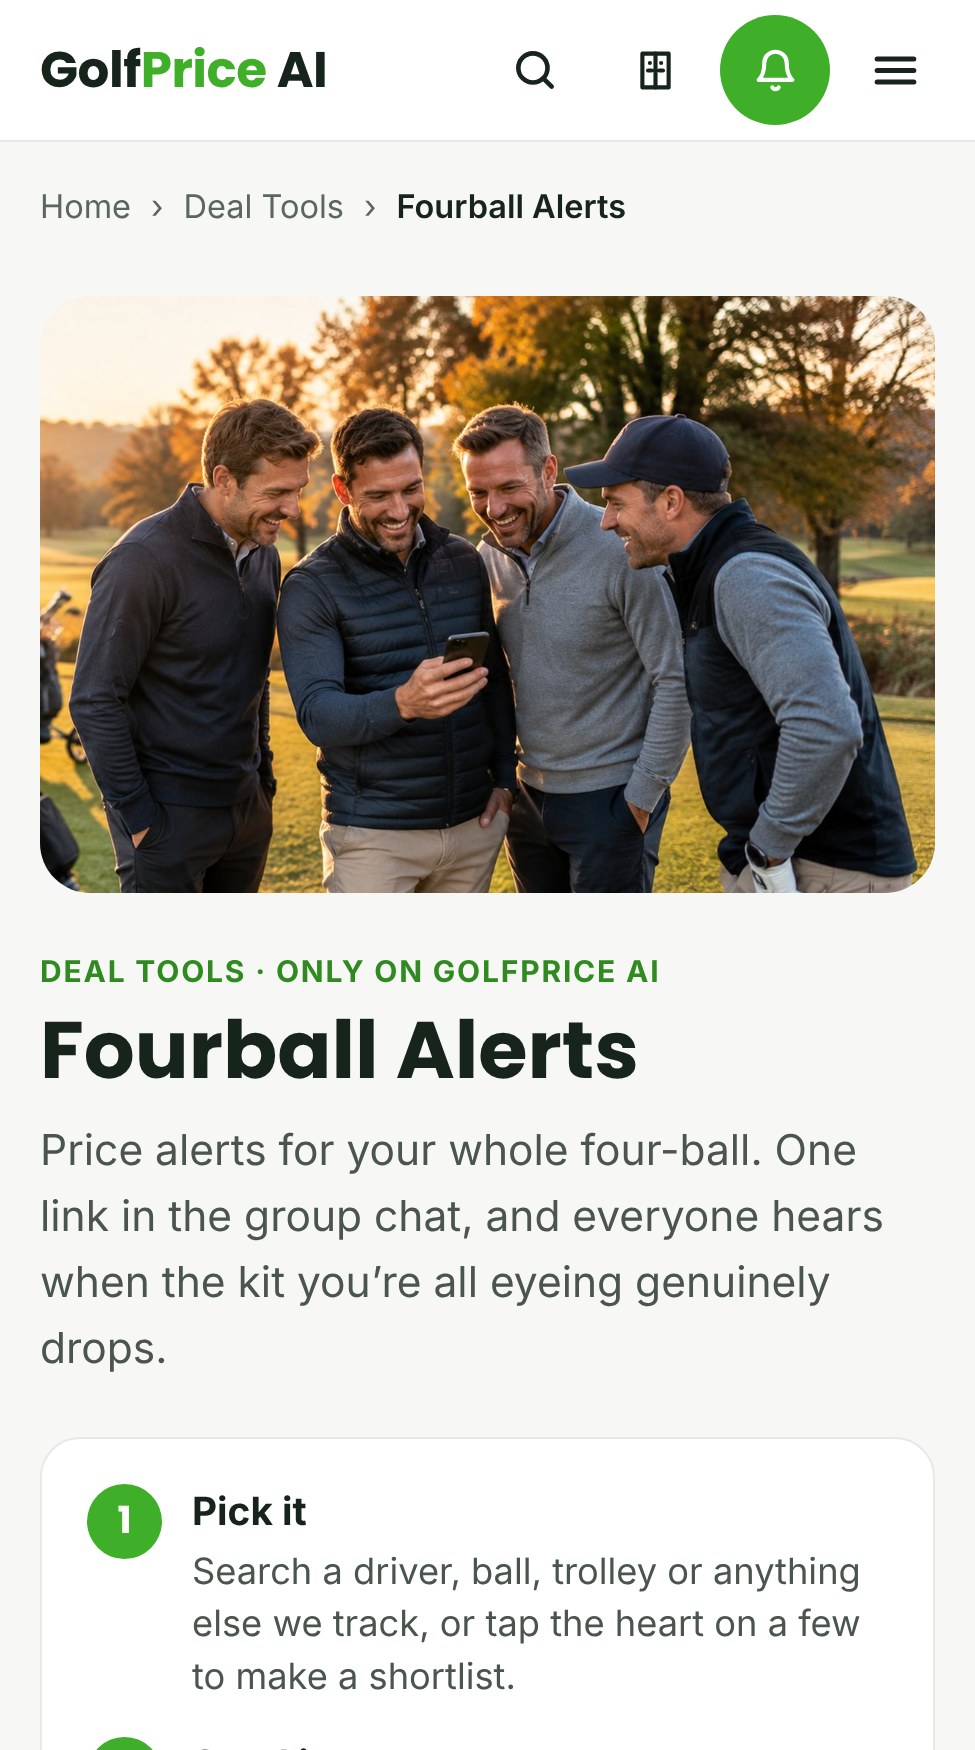 GolfPrice AI
Home › Deal Tools › Fourball Alerts
DEAL TOOLS · ONLY ON GOLFPRICE AI
Fourball Alerts
Price alerts for your whole four-ball. One
link in the group chat, and everyone hears
when the kit you’re all eyeing genuinely
drops.
1
Pick it
Search a driver, ball, trolley or anything
else we track, or tap the heart on a few
to make a shortlist.